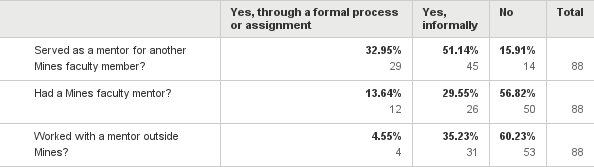 Yes, through a formal process Yes, No Total
or assignment informally
Served as a mentor for another 32.95% 51.14% 15.91%
Mines faculty member? 29 45 14 88
Had a Mines faculty mentor? 13.64% 29.55% 56.82%
12 26 50 88
Worked with a mentor outside 4.55% 35.23% 60.23%
Mines? 4 31 53 88